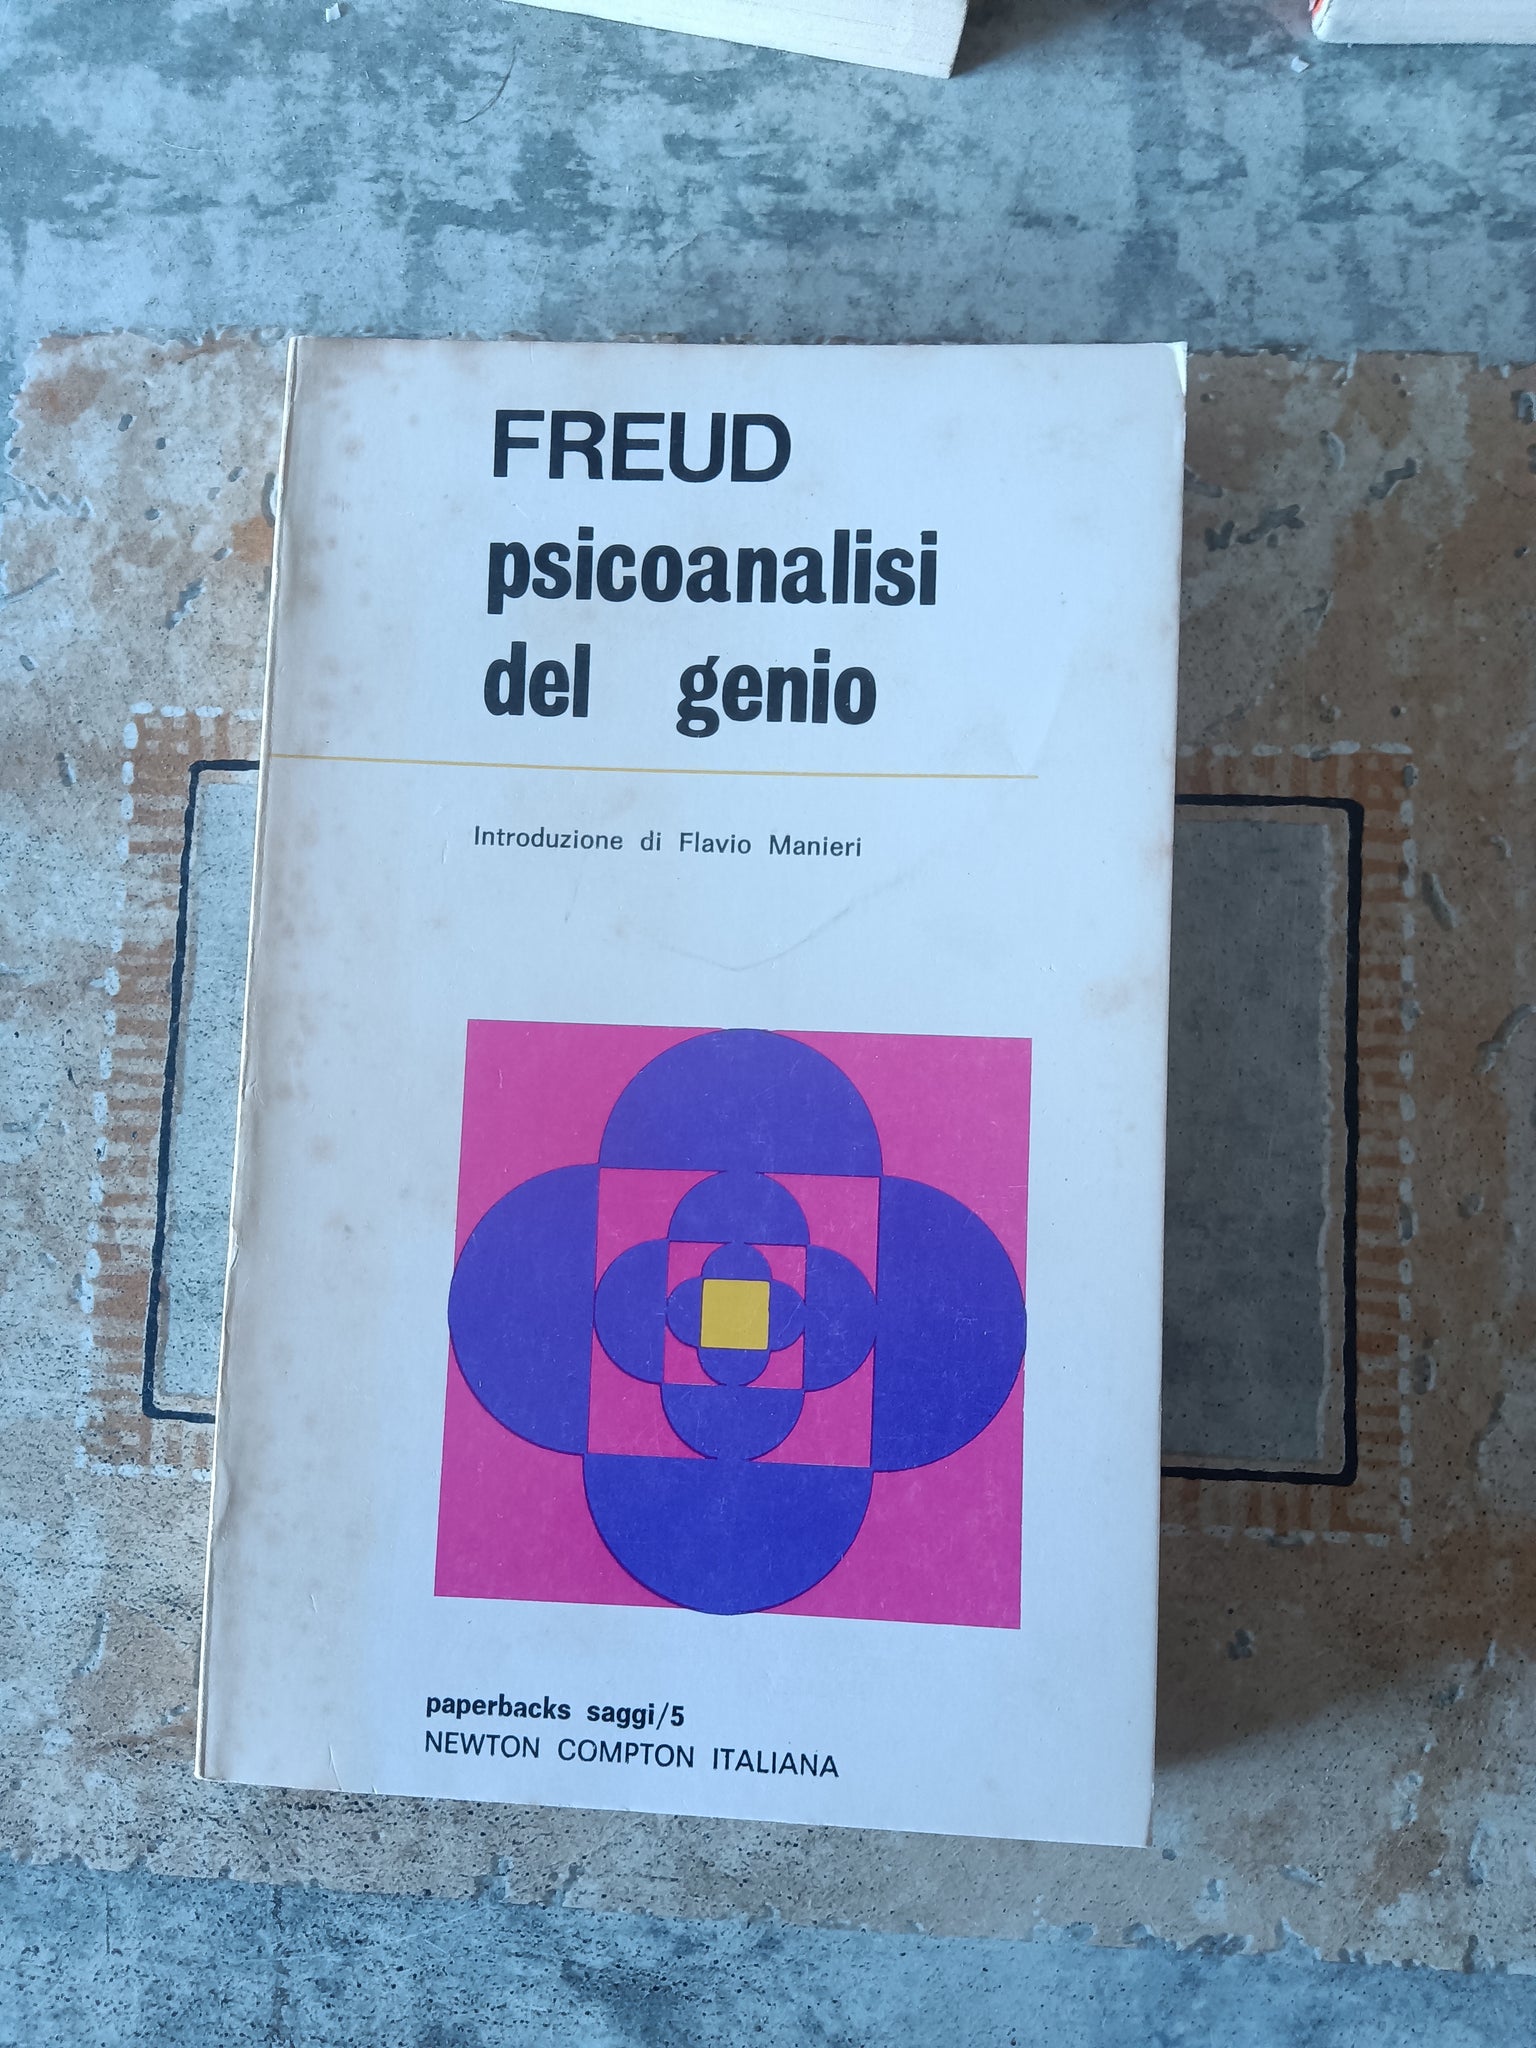 FREUD
psicoanalisi
del genio
Introduzione di Flavio Manieri
paperbacks saggi/5
NEWTON COMPTON ITALIANA